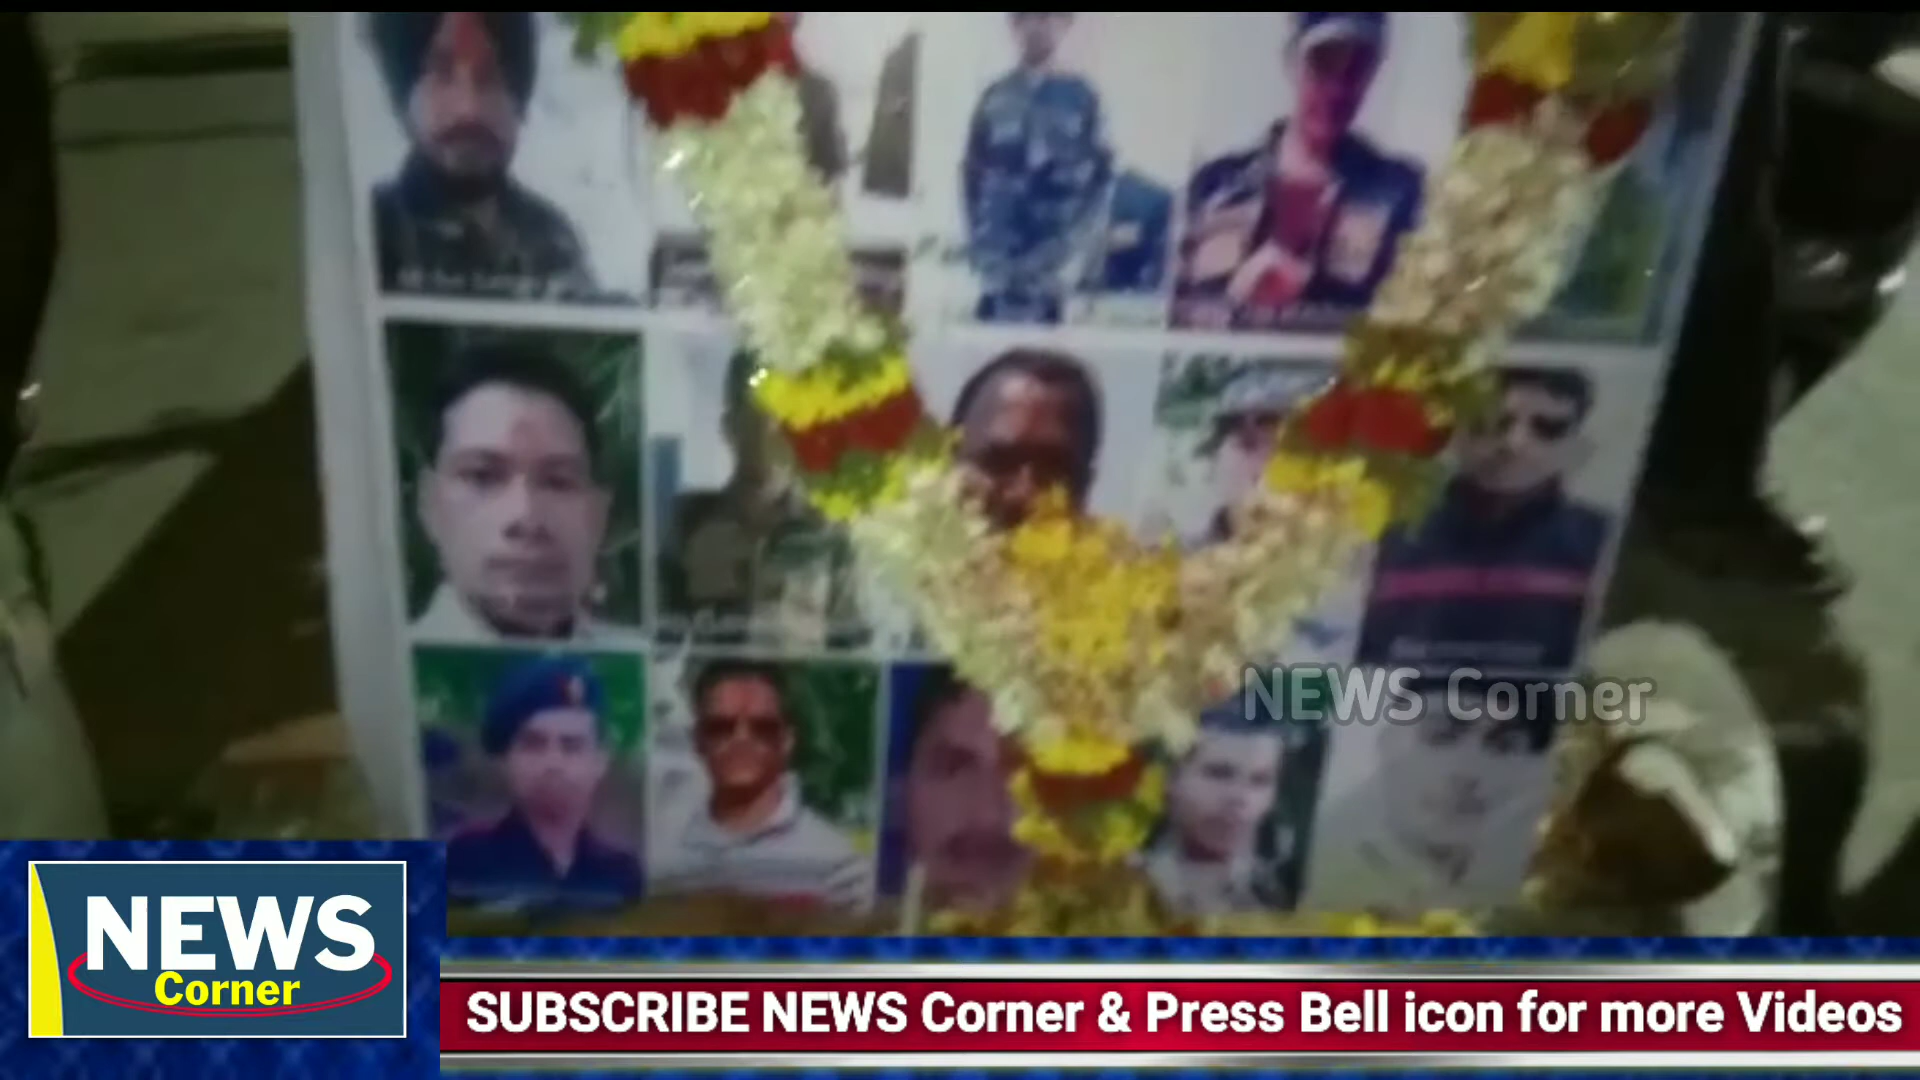 NEWS Corner
NEWS
Corner
SUBSCRIBE NEWS Corner & Press Bell icon for more Videos